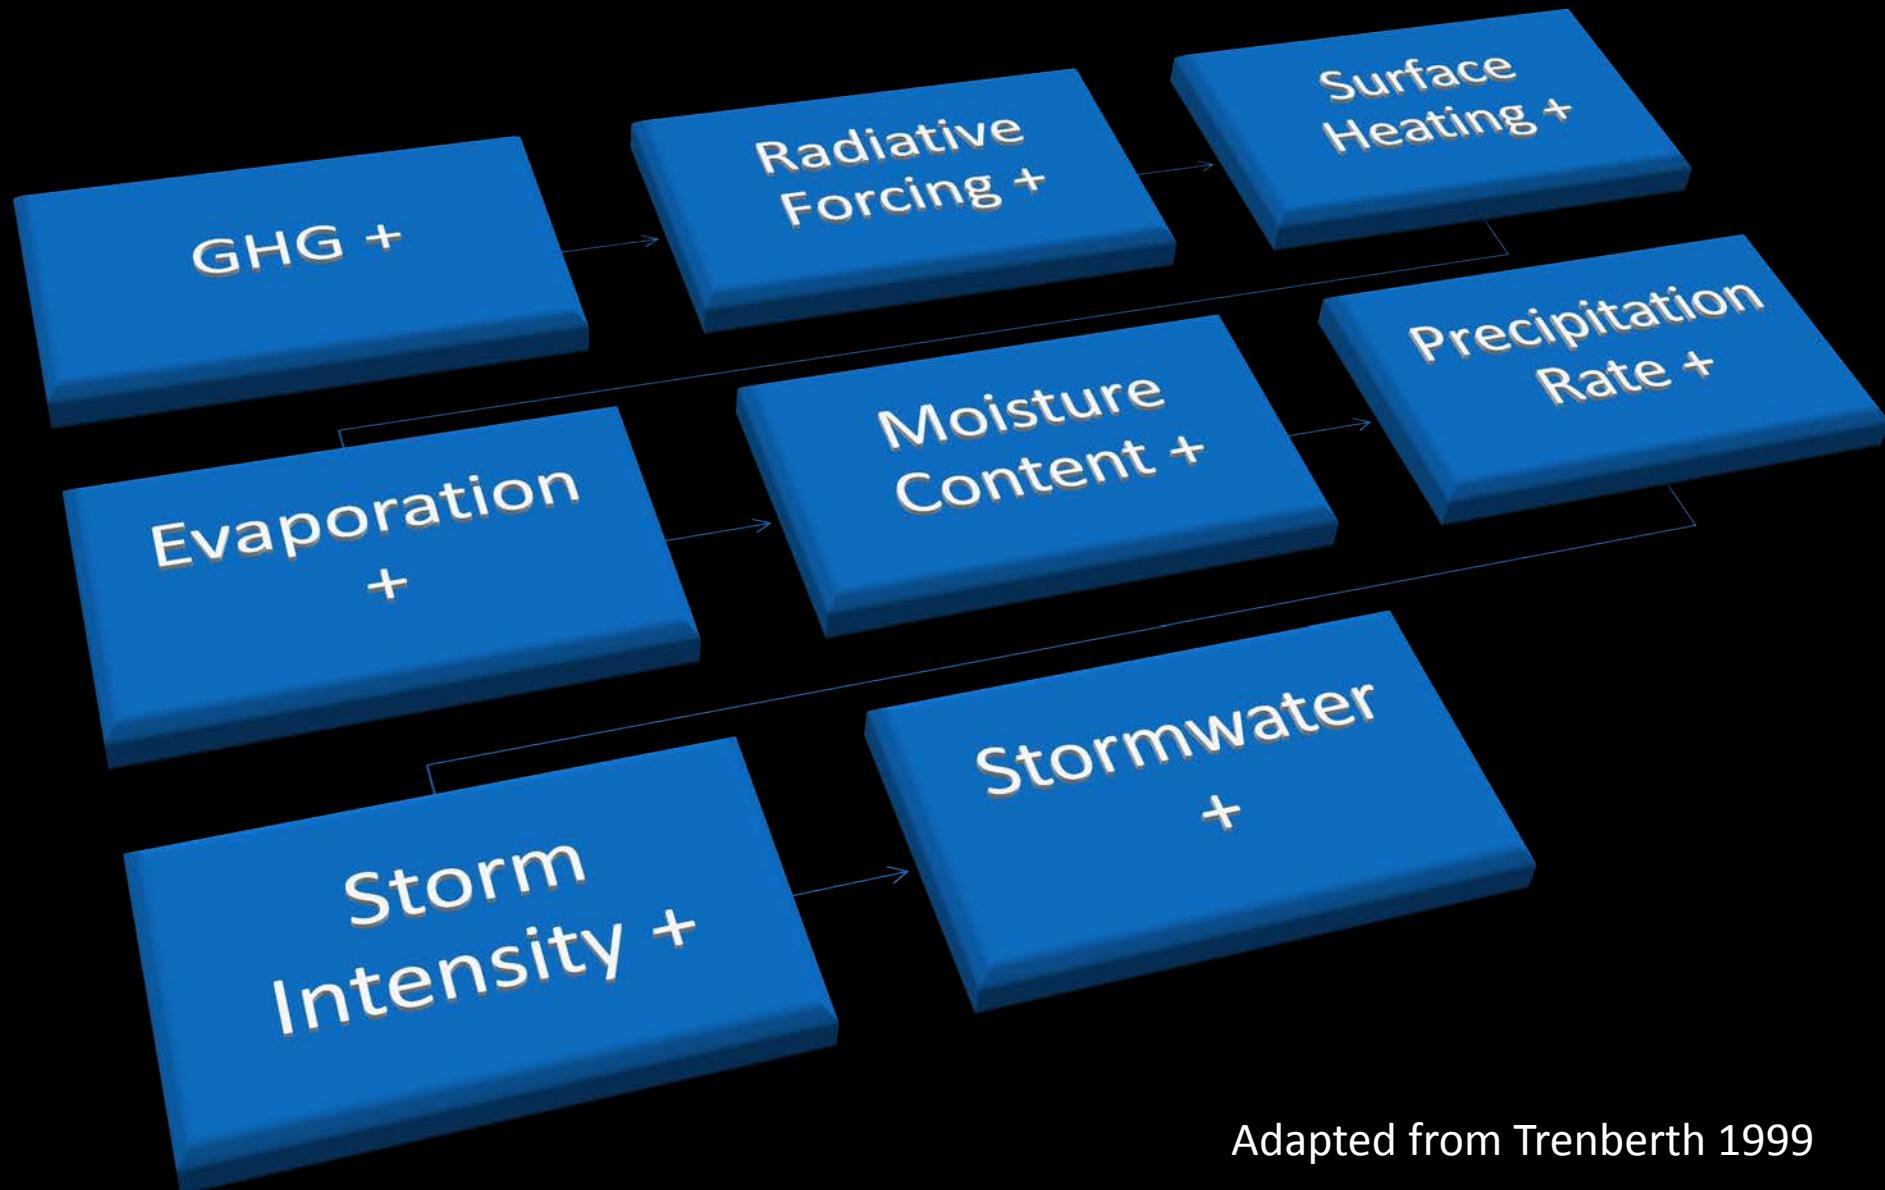 GHG +
Radiative
Forcing +
Surface
Heating +
Evaporation
+
Moisture
Content +
Precipitation
Rate +
Storm
Intensity +
Stormwater
+
Adapted from Trenberth 1999